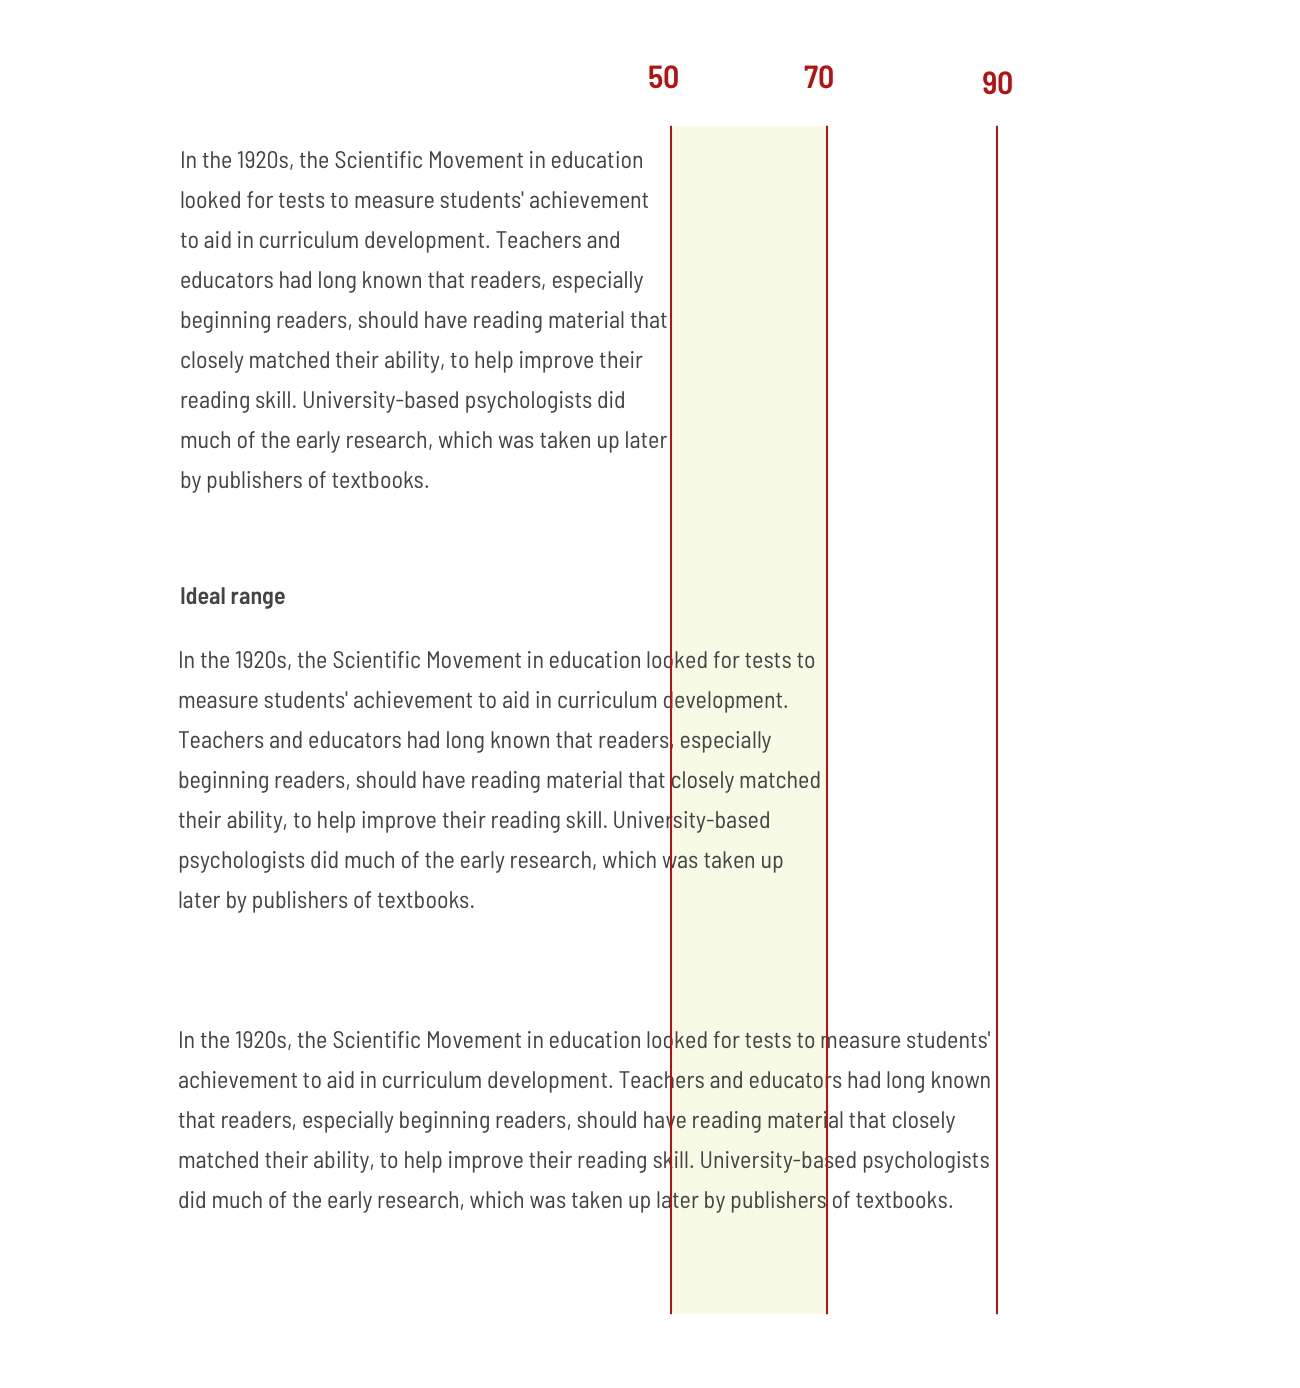 50 70 90
In the 1920s, the Scientific Movement in education
looked for tests to measure students' achievement
to aid in curriculum development. Teachers and
educators had long known that readers, especially
beginning readers, should have reading material that
closely matched their ability, to help improve their
reading skill. University-based psychologists did
much of the early research, which was taken up later
by publishers of textbooks.
Ideal range
In the 1920s, the Scientific Movement in education looked for tests to
measure students' achievement to aid in curriculum development.
Teachers and educators had long known that readers, especially
beginning readers, should have reading material that closely matched
their ability, to help improve their reading skill. University-based
psychologists did much of the early research, which was taken up
later by publishers of textbooks.
In the 1920s, the Scientific Movement in education looked for tests to measure students'
achievement to aid in curriculum development. Teachers and educators had long known
that readers, especially beginning readers, should have reading material that closely
matched their ability, to help improve their reading skill. University-based psychologists
did much of the early research, which was taken up later by publishers of textbooks.